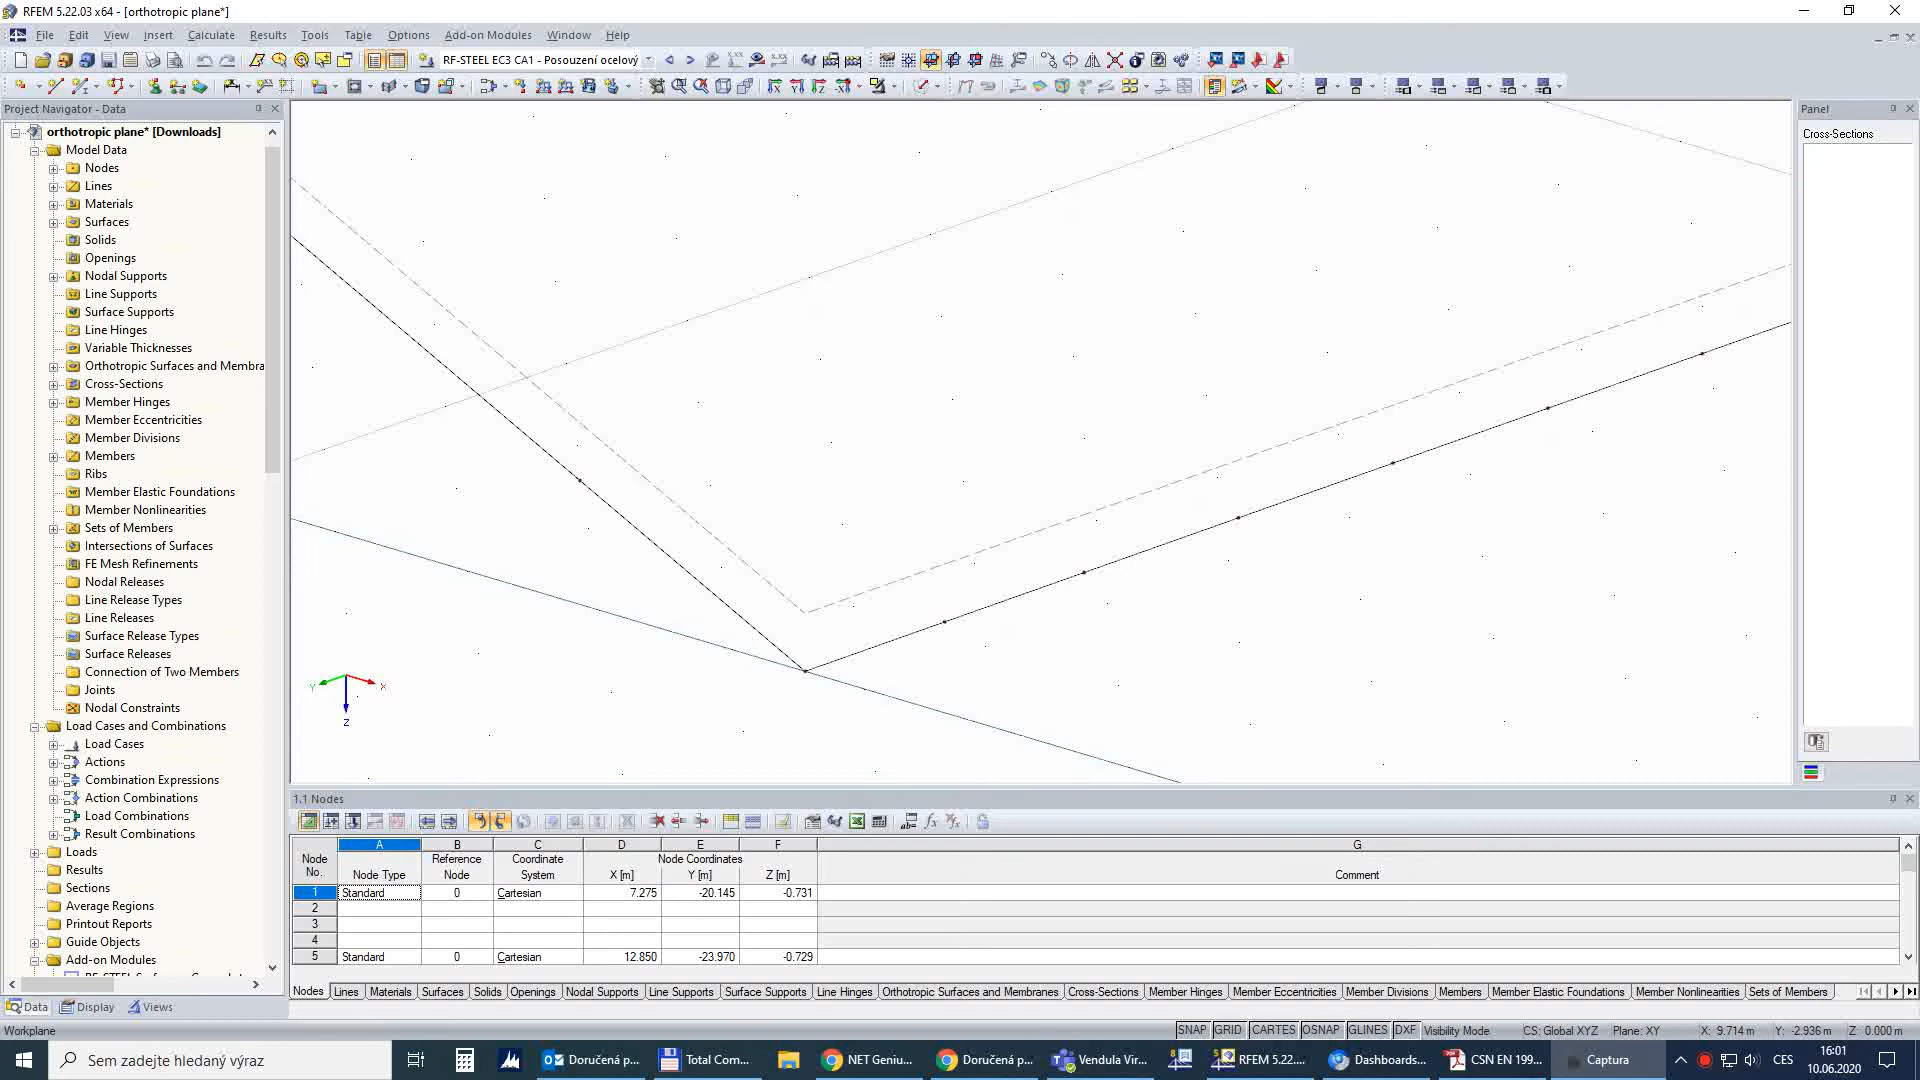 RFEM 5.22.03 x64 - [orthotropic plane*]
File Edit View Insert Calculate Results Tools Table Options Add-on Modules Window Help
RF-STEEL EC3 CA1 - Posouzení ocelový
Project Navigator - Data
orthotropic plane* [Downloads]
Model Data
Nodes
Lines
Materials
Surfaces
Solids
Openings
Nodal Supports
Line Supports
Surface Supports
Line Hinges
Variable Thicknesses
Orthotropic Surfaces and Membra
Cross-Sections
Member Hinges
Member Eccentricities
Member Divisions
Members
Ribs
Member Elastic Foundations
Member Nonlinearities
Sets of Members
Intersections of Surfaces
FE Mesh Refinements
Nodal Releases
Line Release Types
Line Releases
Surface Release Types
Surface Releases
Connection of Two Members
Joints
Nodal Constraints
Load Cases and Combinations
Load Cases
Actions
Combination Expressions
Action Combinations
Load Combinations
Result Combinations
Loads
Results
Sections
Average Regions
Printout Reports
Guide Objects
Add-on Modules
Data Display Views
Y X
Z
Panel
Cross-Sections
1.1 Nodes
A B C D E F G
Node Reference Coordinate Node Coordinates
No. Node Type Node System X [m] Y [m] Z [m] Comment
1 Standard 0 Cartesian 7.275 -20.145 -0.731
2
3
4
5 Standard 0 Cartesian 12.850 -23.970 -0.729
Nodes Lines Materials Surfaces Solids Openings Nodal Supports Line Supports Surface Supports Line Hinges Orthotropic Surfaces and Membranes Cross-Sections Member Hinges Member Eccentricities Member Divisions Members Member Elastic Foundations Member Nonlinearities Sets of Members
Workplane SNAP GRID CARTES OSNAP GLINES DXF Visibility Mode CS: Global XYZ Plane: XY X: 9.714 m Y: -2.936 m Z: 0.000 m
Sem zadejte hledaný výraz Doručená p... Total Com... NET Geniu... Doručená p... Vendula Vir... RFEM 5.22.... Dashboards... CSN EN 199... Captura CES 16:01
10.06.2020